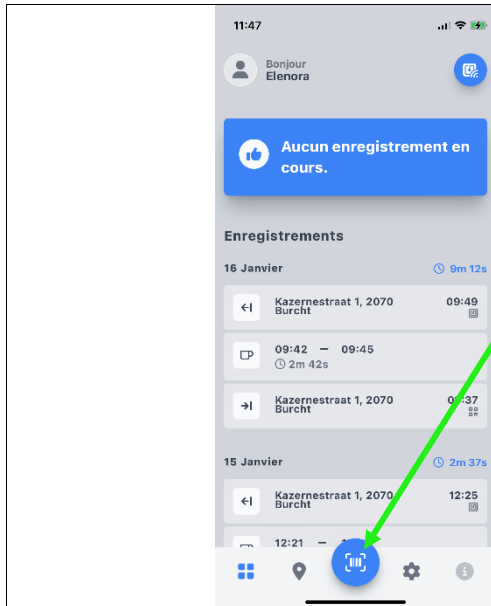 11:47
Bonjour
Elenora
Aucun enregistrement en
cours.
Enregistrements
16 Janvier
9m 12s
Kazernestraat 1, 2070
Burcht
09:49
09:42 — 09:45
2m 42s
Kazernestraat 1, 2070
Burcht
09:37
15 Janvier
2m 37s
Kazernestraat 1, 2070
Burcht
12:25
12:21 —